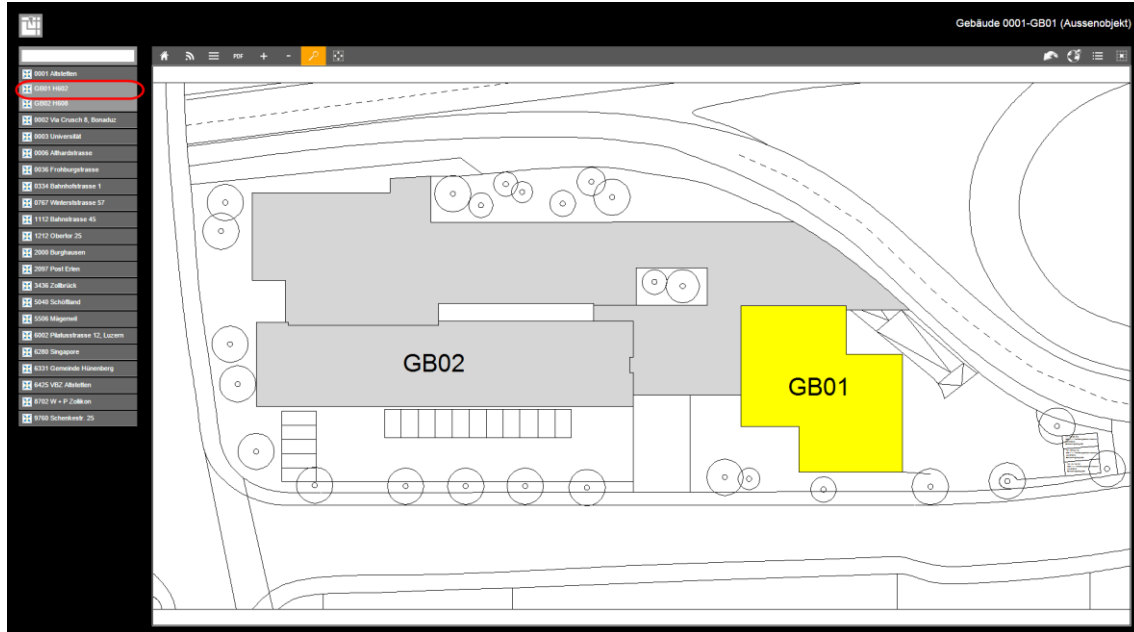 Gebäude 0001-GB01 (Aussenobjekt)
PDF + -
0001 Altstetten
GB01 H602
GB02 H608
0002 Via Crusch 8, Bonaduz
0003 Universität
0006 Althardstrasse
0036 Frohburgstrasse
0334 Bahnhofstrasse 1
0767 Winterststrasse 57
1112 Bahnstrasse 45
1212 Obertor 25
2000 Burghausen
2097 Post Erlen
3436 Zollbrück
5040 Schöftland
5506 Mägenwil
6002 Pilatusstrasse 12, Luzern
6280 Singapore
6331 Gemeinde Hünenberg
6425 VBZ Altstetten
8702 W + P Zollikon
9760 Schenkestr. 25
GB02
GB01